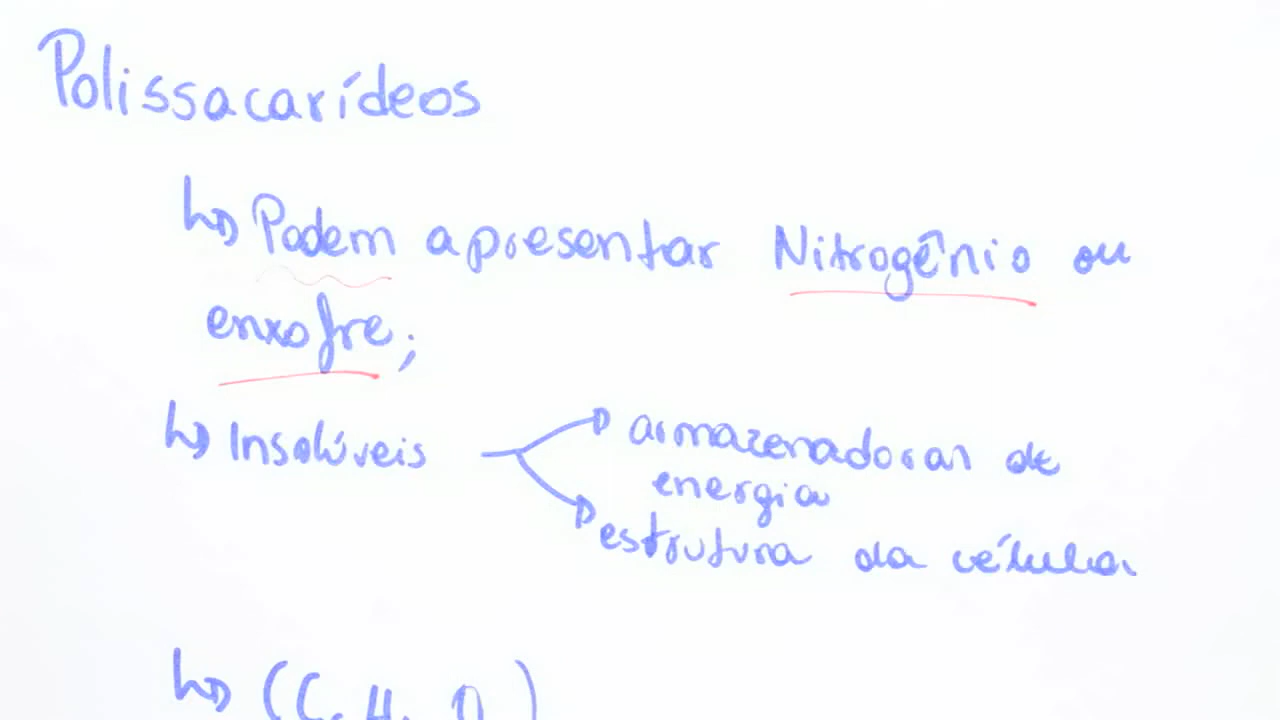 Polissacarídeos
↳ Podem apresentar Nitrogênio ou
enxofre;
↳ Insolúveis
armazenadoras de
energia
estrutura da célula
↳ (C H O )